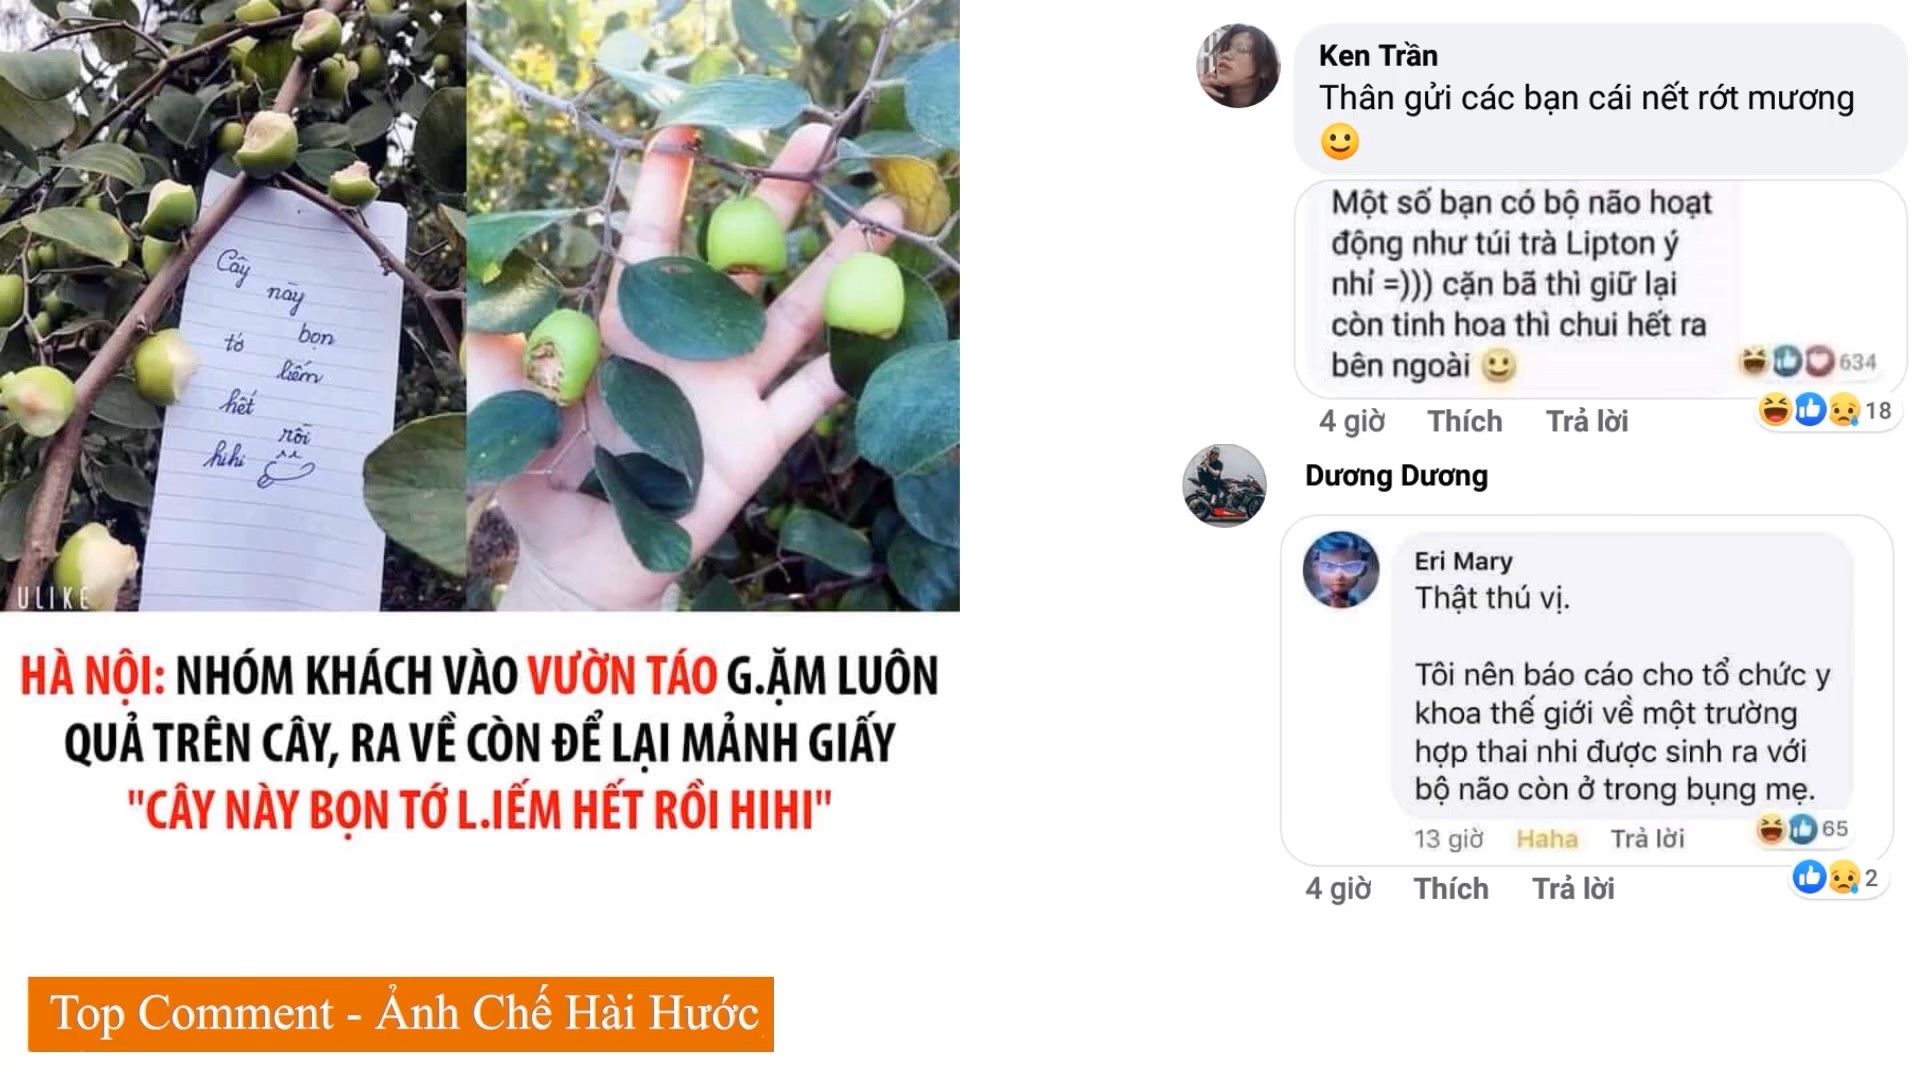 Cây
này
tớ bọn
liếm
hết
rồi
hihi
ULIKE
HÀ NỘI: NHÓM KHÁCH VÀO VƯỜN TÁO G.ẶM LUÔN
QUẢ TRÊN CÂY, RA VỀ CÒN ĐỂ LẠI MẢNH GIẤY
"CÂY NÀY BỌN TỚ L.IẾM HẾT RỒI HIHI"
Top Comment - Ảnh Chế Hài Hước
Ken Trần
Thân gửi các bạn cái nết rớt mương
Một số bạn có bộ não hoạt
động như túi trà Lipton ý
nhỉ =))) cặn bã thì giữ lại
còn tinh hoa thì chui hết ra
bên ngoài
634
4 giờ Thích Trả lời 18
Dương Dương
Eri Mary
Thật thú vị.
Tôi nên báo cáo cho tổ chức y
khoa thế giới về một trường
hợp thai nhi được sinh ra với
bộ não còn ở trong bụng mẹ.
13 giờ Haha Trả lời 65
4 giờ Thích Trả lời 2